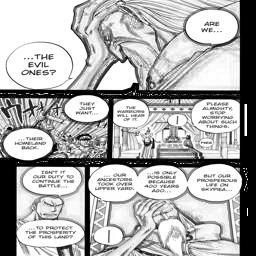 ARE
WE...
...THE
EVIL
ONES?
PLEASE
ALMIGHTY,
STOP
WORRYING
ABOUT SUCH
THINGS.
THE
WARRIORS
WILL HEAR
OF IT.
THEY
JUST
WANT...
...THEIR
HOMELAND
BACK.
BUT OUR
PROSPEROUS
LIFE ON
SKYPIEA...
...IS ONLY
POSSIBLE
BECAUSE
400 YEARS
AGO...
... OUR
ANCESTORS
TOOK OVER
UPPER YARD.
ISN'T IT
OUR DUTY TO
CONTINUE THE
BATTLE...
...TO PROTECT
THE PROSPERITY
OF THIS LAND?